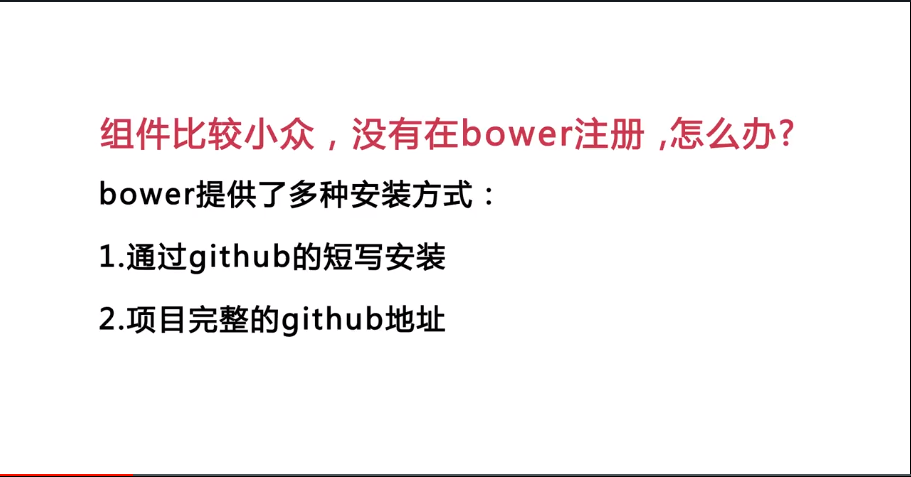 组件比较小众，没有在bower注册 ,怎么办?
bower提供了多种安装方式：
1.通过github的短写安装
2.项目完整的github地址